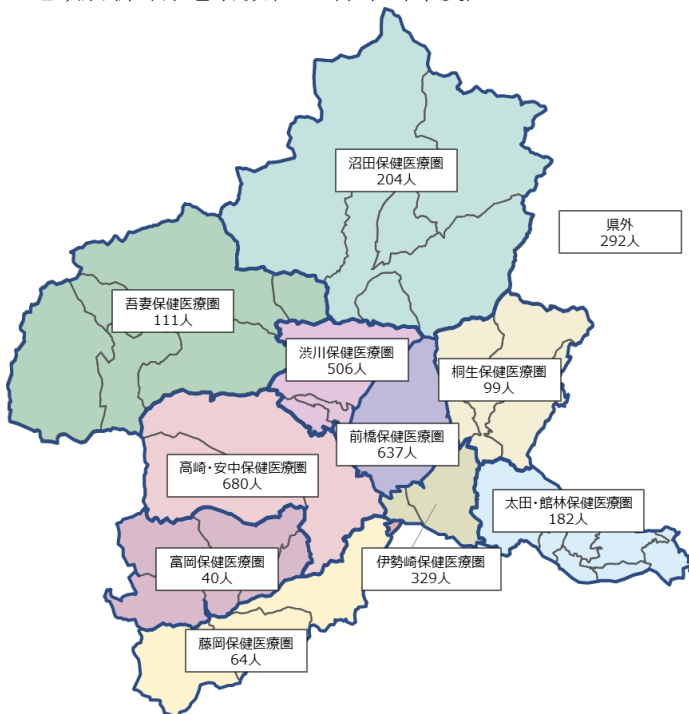 沼田保健医療圏
204人
県外
292人
吾妻保健医療圏
111人
渋川保健医療圏
506人
桐生保健医療圏
99人
前橋保健医療圏
637人
高崎・安中保健医療圏
680人
太田・館林保健医療圏
182人
富岡保健医療圏
40人
伊勢崎保健医療圏
329人
藤岡保健医療圏
64人